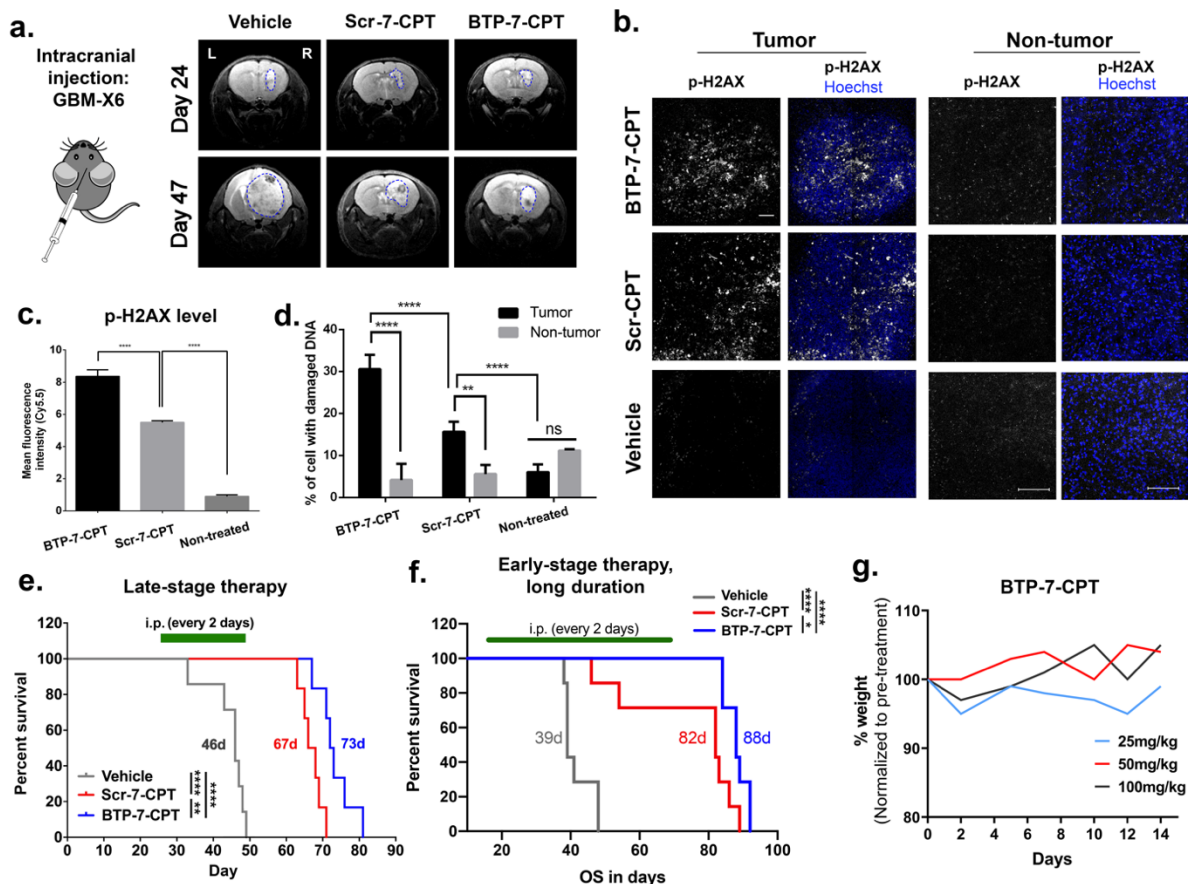 a.
Intracranial
injection:
GBM-X6
Vehicle
Scr-7-CPT
BTP-7-CPT
L
R
Day 24
Day 47
b.
Tumor
Non-tumor
p-H2AX
p-H2AX
Hoechst
p-H2AX
p-H2AX
Hoechst
BTP-7-CPT
Scr-CPT
Vehicle
c.
p-H2AX level
****
****
Mean fluorescence
intensity (Cy5.5)
10
8
6
4
2
0
BTP-7-CPT
Scr-7-CPT
Non-treated
d.
% of cell with damaged DNA
40
30
20
10
0
****
****
****
**
ns
Tumor
Non-tumor
BTP-7-CPT
Scr-7-CPT
Non-treated
e.
Late-stage therapy
i.p. (every 2 days)
Percent survival
100
80
60
40
20
0
46d
67d
73d
Vehicle
Scr-7-CPT
BTP-7-CPT
****
**
****
0 10 20 30 40 50 60 70 80 90
Day
f.
Early-stage therapy,
long duration
Vehicle
Scr-7-CPT
BTP-7-CPT
****
*
****
i.p. (every 2 days)
Percent survival
100
80
60
40
20
0
39d
82d
88d
20 40 60 80 100
OS in days
g.
BTP-7-CPT
% weight
(Normalized to pre-treatment)
110
100
90
80
25mg/kg
50mg/kg
100mg/kg
0 2 4 6 8 10 12 14
Days